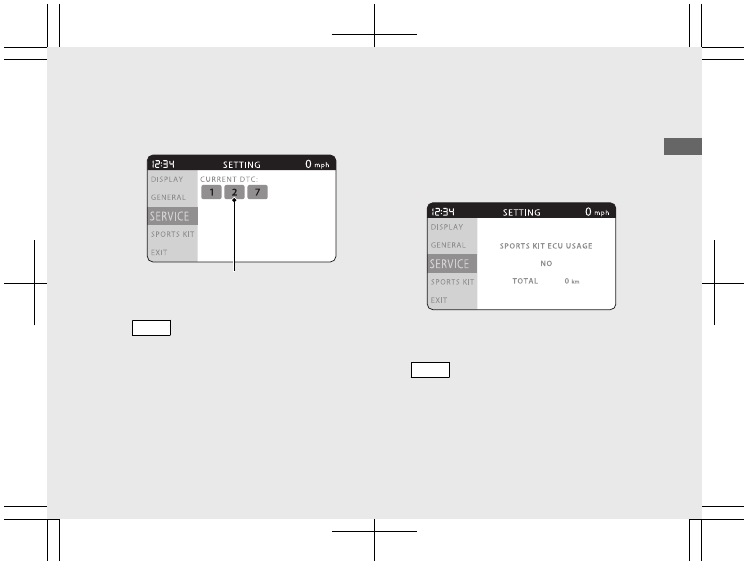 12:34 SETTING 0 mph
DISPLAY
GENERAL
SERVICE
SPORTS KIT
EXIT
CURRENT DTC:
1 2 7
12:34 SETTING 0 mph
DISPLAY
GENERAL
SERVICE
SPORTS KIT
EXIT
SPORTS KIT ECU USAGE
NO
TOTAL 0 km